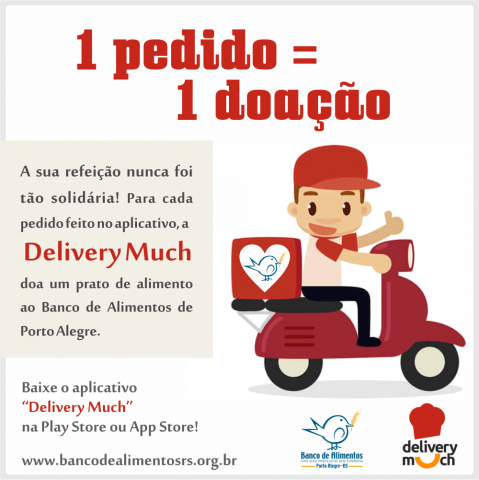 1 pedido =
1 doação
A sua refeição nunca foi
tão solidária! Para cada
pedido feito no aplicativo, a
Delivery Much
doa um prato de alimento
ao Banco de Alimentos de
Porto Alegre.
Baixe o aplicativo
“Delivery Much”
na Play Store ou App Store!
www.bancodealimentosrs.org.br
Banco de Alimentos
Porto Alegre-RS
delivery
much